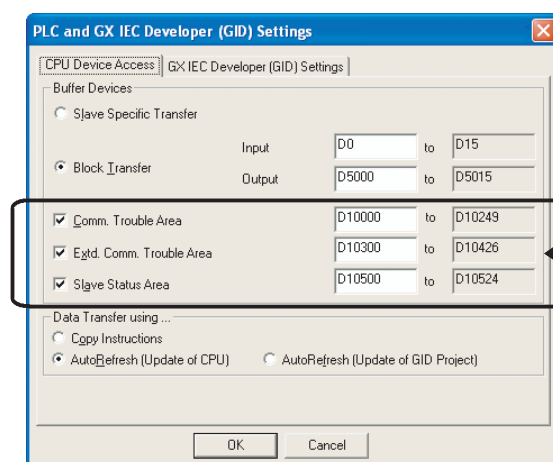 PLC and GX IEC Developer (GID) Settings
CPU Device Access GX IEC Developer (GID) Settings
Buffer Devices
Slave Specific Transfer
Block Transfer
Input D0 to D15
Output D5000 to D5015
Comm. Trouble Area D10000 to D10249
Extd. Comm. Trouble Area D10300 to D10426
Slave Status Area D10500 to D10524
Data Transfer using ...
Copy Instructions
AutoRefresh (Update of CPU) AutoRefresh (Update of GID Project)
OK Cancel